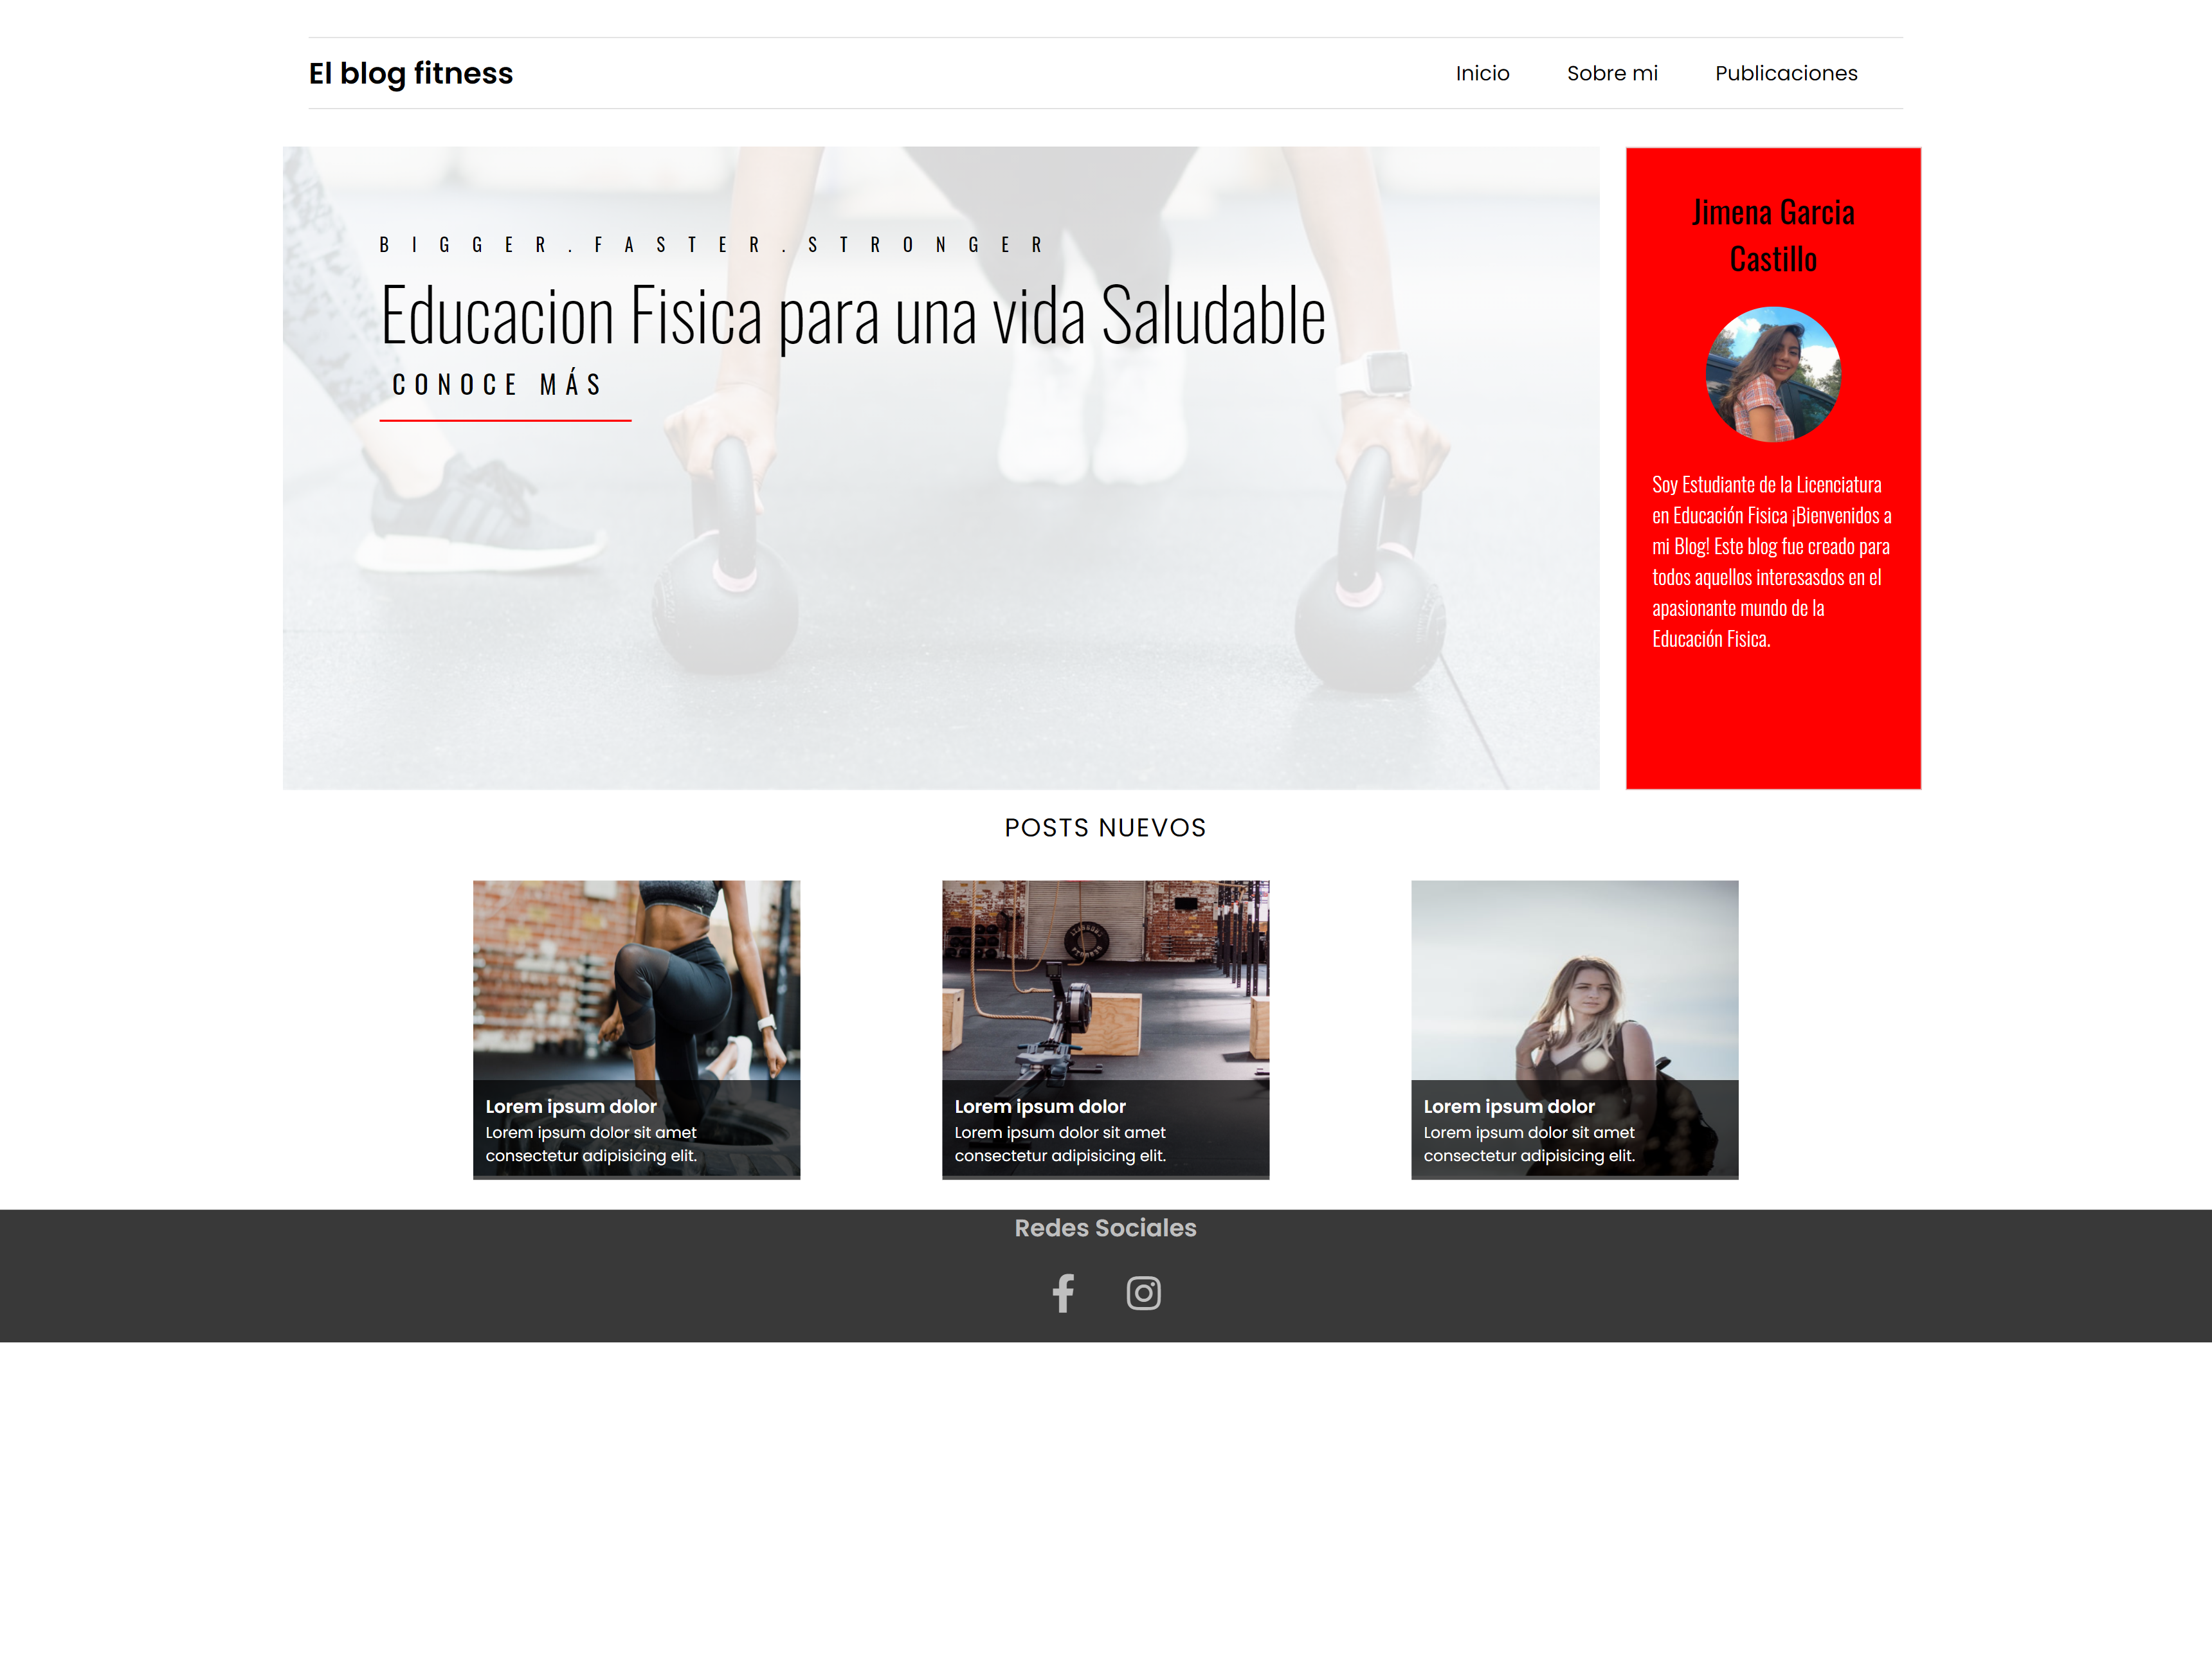 El blog fitness
Inicio Sobre mi Publicaciones
BIGGER.FASTER.STRONGER
Educacion Fisica para una vida Saludable
CONOCE MÁS
Jimena Garcia
Castillo
Soy Estudiante de la Licenciatura
en Educación Fisica ¡Bienvenidos a
mi Blog! Este blog fue creado para
todos aquellos interesasdos en el
apasionante mundo de la
Educación Fisica.
POSTS NUEVOS
Lorem ipsum dolor
Lorem ipsum dolor sit amet
consectetur adipisicing elit.
Lorem ipsum dolor
Lorem ipsum dolor sit amet
consectetur adipisicing elit.
Lorem ipsum dolor
Lorem ipsum dolor sit amet
consectetur adipisicing elit.
Redes Sociales